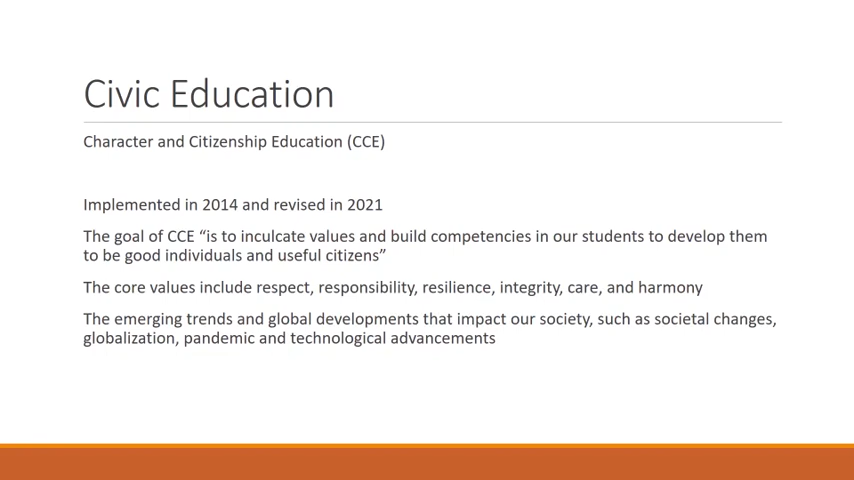 Civic Education
Character and Citizenship Education (CCE)
Implemented in 2014 and revised in 2021
The goal of CCE “is to inculcate values and build competencies in our students to develop them
to be good individuals and useful citizens”
The core values include respect, responsibility, resilience, integrity, care, and harmony
The emerging trends and global developments that impact our society, such as societal changes,
globalization, pandemic and technological advancements